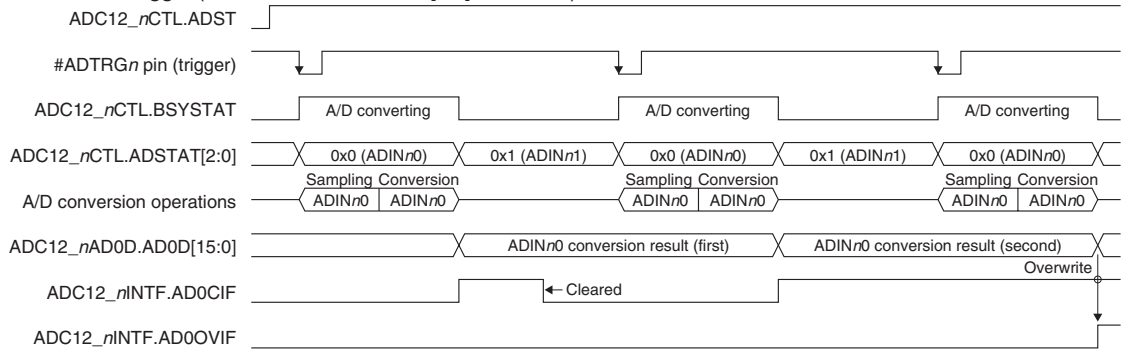 ADC12_nCTL.ADST
#ADTRGn pin (trigger)
ADC12_nCTL.BSYSTAT A/D converting A/D converting A/D converting
ADC12_nCTL.ADSTAT[2:0] 0x0 (ADINn0) 0x1 (ADINn1) 0x0 (ADINn0) 0x1 (ADINn1) 0x0 (ADINn0)
Sampling Conversion Sampling Conversion Sampling Conversion
A/D conversion operations ADINn0 ADINn0 ADINn0 ADINn0 ADINn0 ADINn0
ADC12_nAD0D.AD0D[15:0] ADINn0 conversion result (first) ADINn0 conversion result (second)
Overwrite
ADC12_nINTF.AD0CIF Cleared
ADC12_nINTF.AD0OVIF